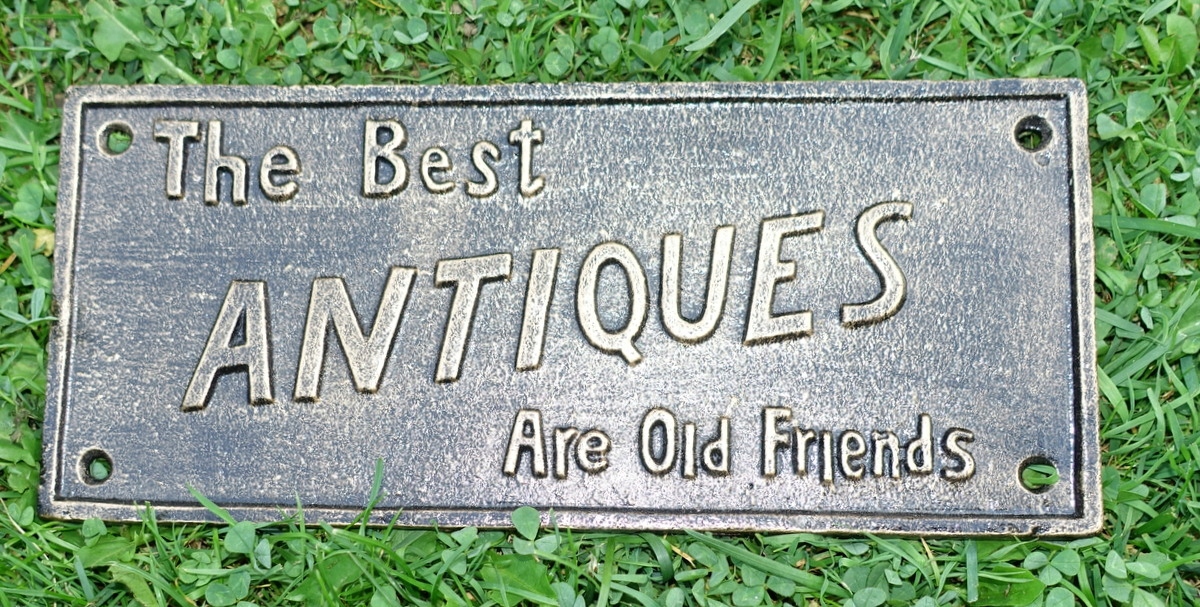 The Best
ANTIQUES
Are Old Friends